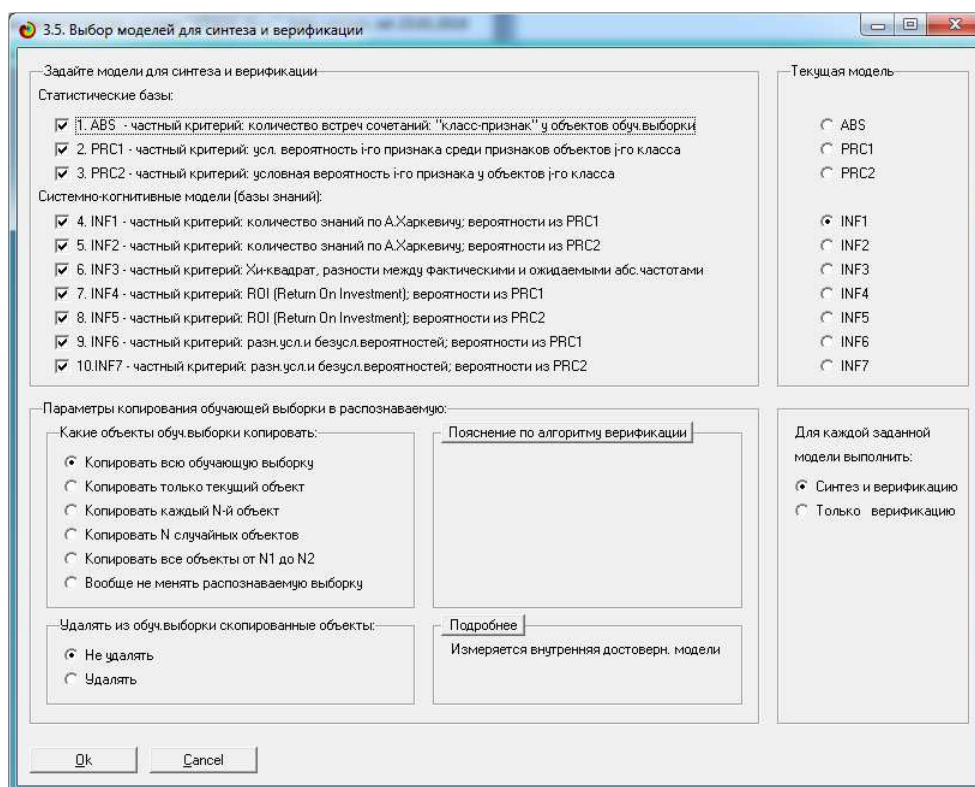 3.5. Выбор моделей для синтеза и верификации
Задайте модели для синтеза и верификации
Статистические базы:
1. ABS - частный критерий: количество встреч сочетаний: "класс-признак" у объектов обуч.выборки
2. PRC1 - частный критерий: усл. вероятность i-го признака среди признаков объектов j-го класса
3. PRC2 - частный критерий: условная вероятность i-го признака у объектов j-го класса
Системно-когнитивные модели (базы знаний):
4. INF1 - частный критерий: количество знаний по А.Харкевичу; вероятности из PRC1
5. INF2 - частный критерий: количество знаний по А.Харкевичу; вероятности из PRC2
6. INF3 - частный критерий: Хи-квадрат, разности между фактическими и ожидаемыми абс.частотами
7. INF4 - частный критерий: ROI (Return On Investment); вероятности из PRC1
8. INF5 - частный критерий: ROI (Return On Investment); вероятности из PRC2
9. INF6 - частный критерий: разн.усл.и безусл.вероятностей; вероятности из PRC1
10.INF7 - частный критерий: разн.усл.и безусл.вероятностей; вероятности из PRC2
Текущая модель
ABS
PRC1
PRC2
INF1
INF2
INF3
INF4
INF5
INF6
INF7
Параметры копирования обучающей выборки в распознаваемую:
Какие объекты обуч.выборки копировать:
Копировать всю обучающую выборку
Копировать только текущий объект
Копировать каждый N-й объект
Копировать N случайных объектов
Копировать все объекты от N1 до N2
Вообще не менять распознаваемую выборку
Пояснение по алгоритму верификации
Удалять из обуч.выборки скопированные объекты:
Не удалять
Удалять
Подробнее
Измеряется внутренняя достоверн. модели
Для каждой заданной
модели выполнить:
Синтез и верификацию
Только верификацию
Ok
Cancel